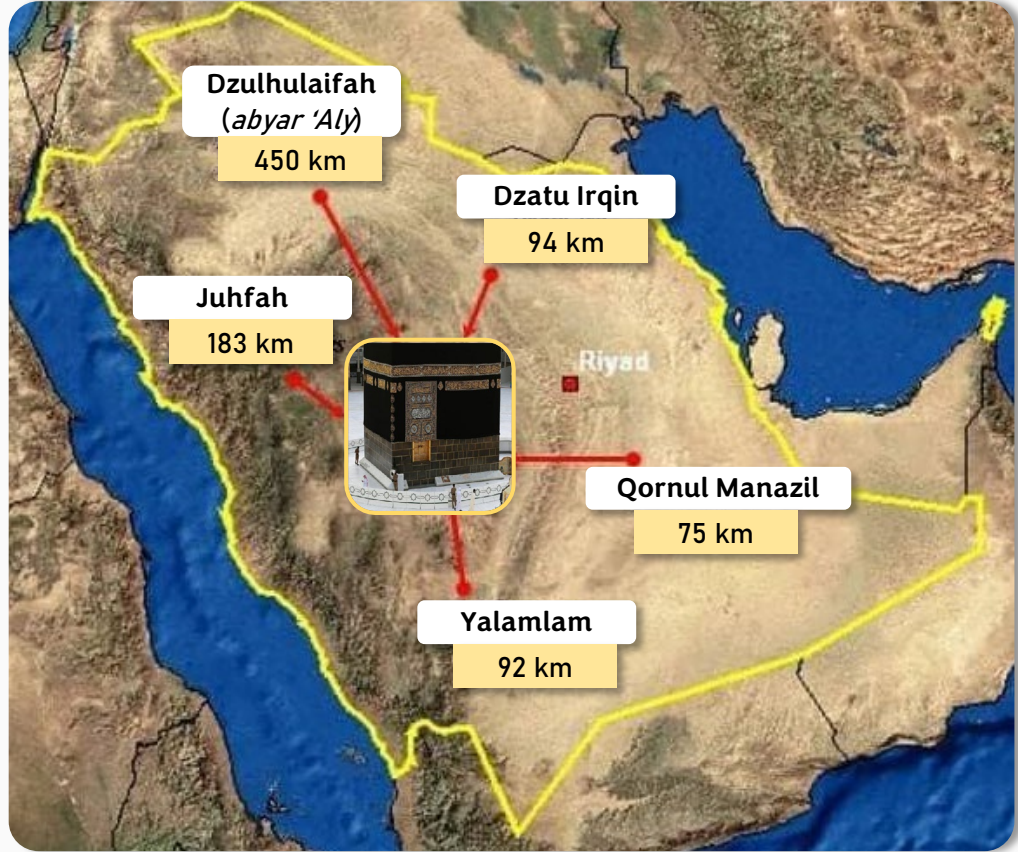 Dzulhulaifah
(abyar ‘Aly)
450 km
Dzatu Irqin
94 km
Juhfah
183 km
Riyad
Qornul Manazil
75 km
Yalamlam
92 km